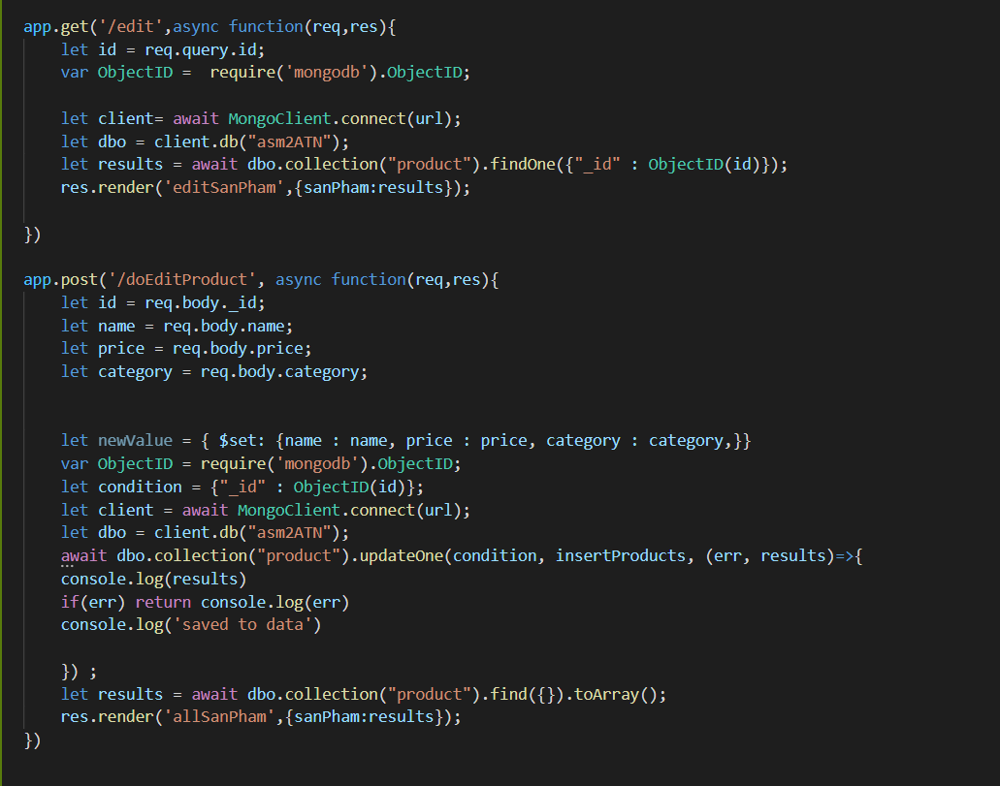 app.get('/edit',async function(req,res){
let id = req.query.id;
var ObjectID =  require('mongodb').ObjectID;
let client= await MongoClient.connect(url);
let dbo = client.db("asm2ATN");
let results = await dbo.collection("product").findOne({"_id" : ObjectID(id)});
res.render('editSanPham',{sanPham:results});
})
app.post('/doEditProduct', async function(req,res){
let id = req.body._id;
let name = req.body.name;
let price = req.body.price;
let category = req.body.category;
let newValue = { $set: {name : name, price : price, category : category,}}
var ObjectID = require('mongodb').ObjectID;
let condition = {"_id" : ObjectID(id)};
let client = await MongoClient.connect(url);
let dbo = client.db("asm2ATN");
await dbo.collection("product").updateOne(condition, insertProducts, (err, results)=>{
console.log(results)
if(err) return console.log(err)
console.log('saved to data')
}) ;
let results = await dbo.collection("product").find({}).toArray();
res.render('allSanPham',{sanPham:results});
})